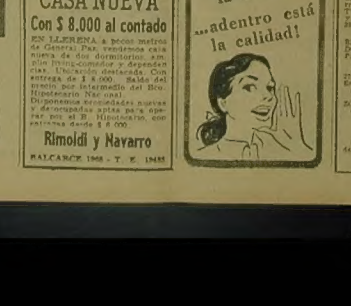 CASA NUEVA
Con $ 8.000 al contado
EN LLERENA, a pocos metros
de General Paz, vendemos casa
nueva de dos dormitorios, am-
plio living-comedor y dependen
cias. Ubicación destacada. Con
entrega de $ 8.000. Saldo del
precio por intermedio del Bco.
Hipotecario Nacional.
Disponemos propiedades nuevas
y desocupadas aptas para ope-
rar por el B. Hipotecario, con
entregas desde $ 6.000
Rimoldi y Navarro
BALCARCE 1968 - T. E.
...adentro está
la calidad!